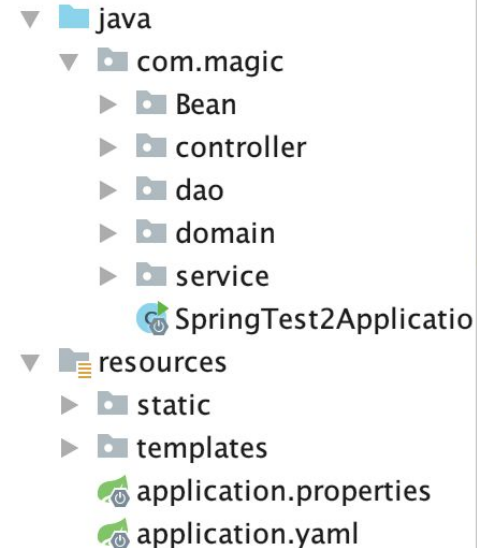 java
com.magic
Bean
controller
dao
domain
service
SpringTest2Applicatio
resources
static
templates
application.properties
application.yaml